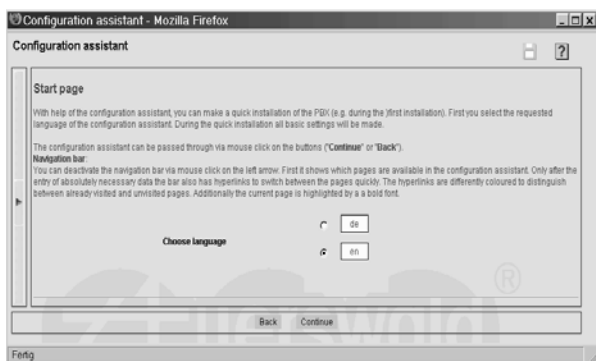 Configuration assistant - Mozilla Firefox
Configuration assistant
?
Start page
With help of the configuration assistant, you can make a quick installation of the PBX (e.g. during the )first installation). First you select the requested
language of the configuration assistant. During the quick installation all basic settings will be made.
The configuration assistant can be passed through via mouse click on the buttons ("Continue" or "Back").
Navigation bar:
You can deactivate the navigation bar via mouse click on the left arrow. First it shows which pages are available in the configuration assistant. Only after the
entry of absolutely necessary data the bar also has hyperlinks to switch between the pages quickly. The hyperlinks are differently coloured to distinguish
between already visited and unvisited pages. Additionally the current page is highlighted by a a bold font.
de
Choose language
en
®
Back Continue
Fertig